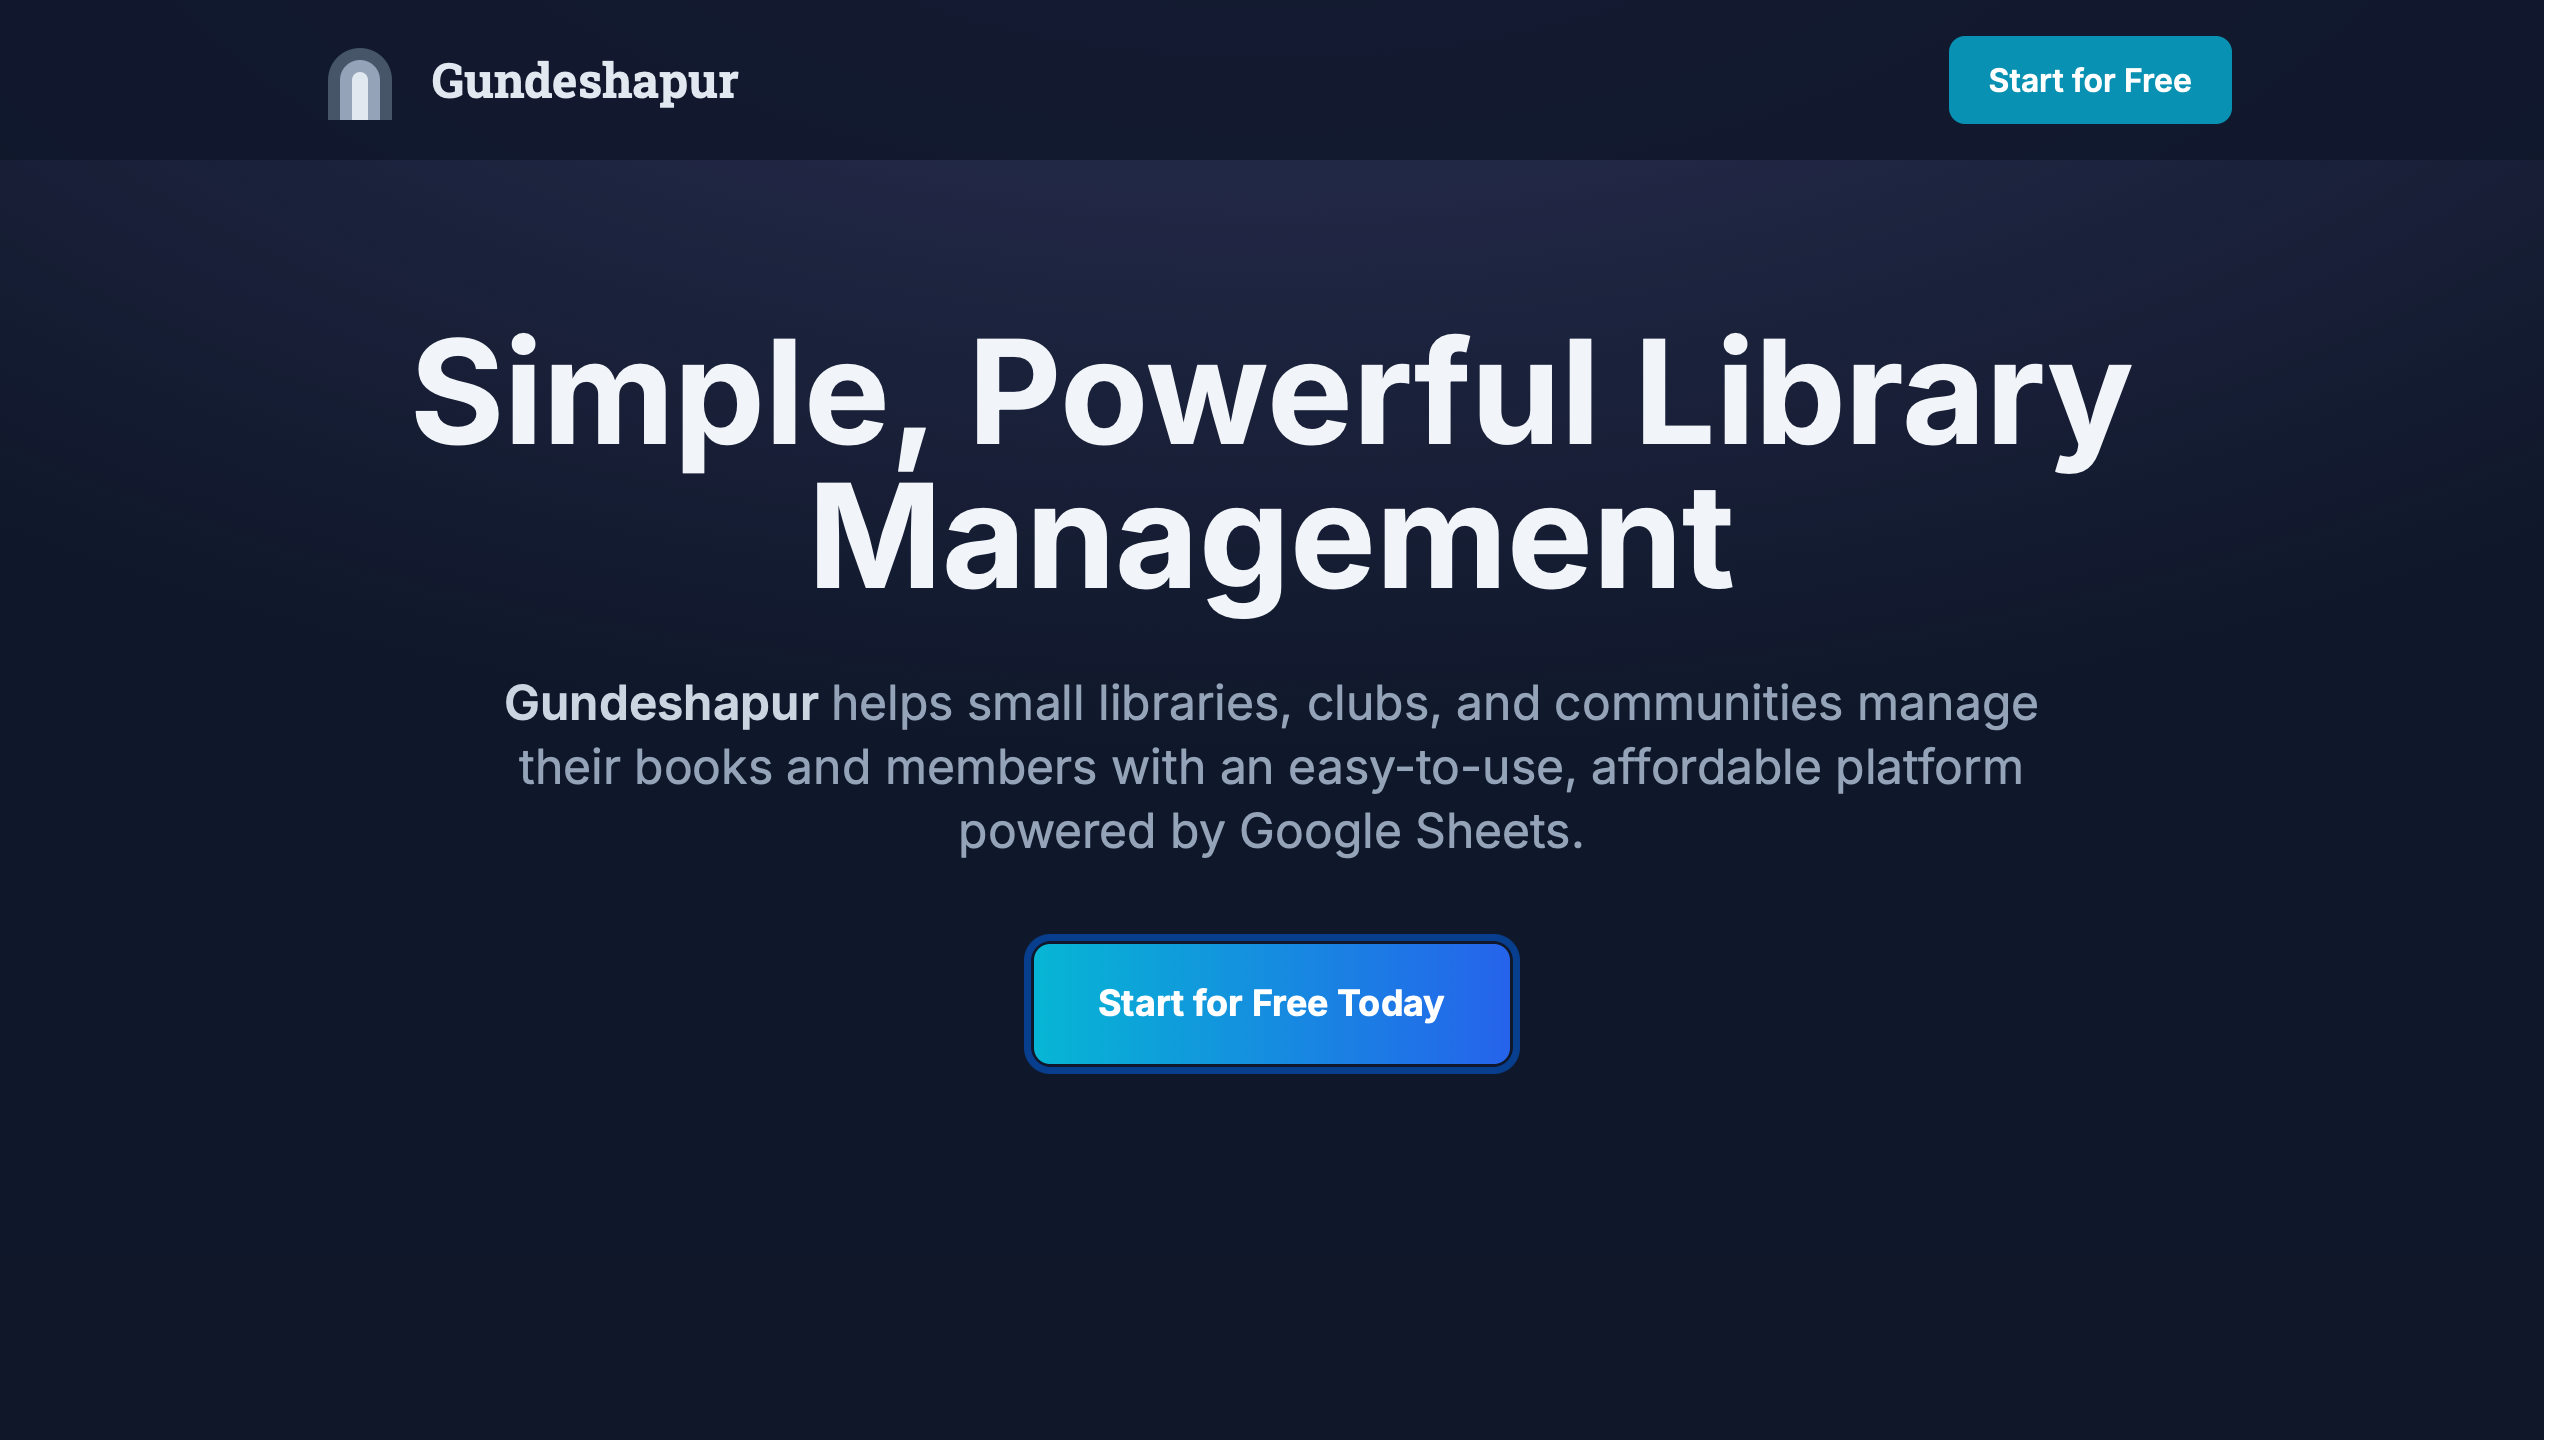 Gundeshapur
Start for Free
Simple, Powerful Library
Management
Gundeshapur helps small libraries, clubs, and communities manage
their books and members with an easy-to-use, affordable platform
powered by Google Sheets.
Start for Free Today